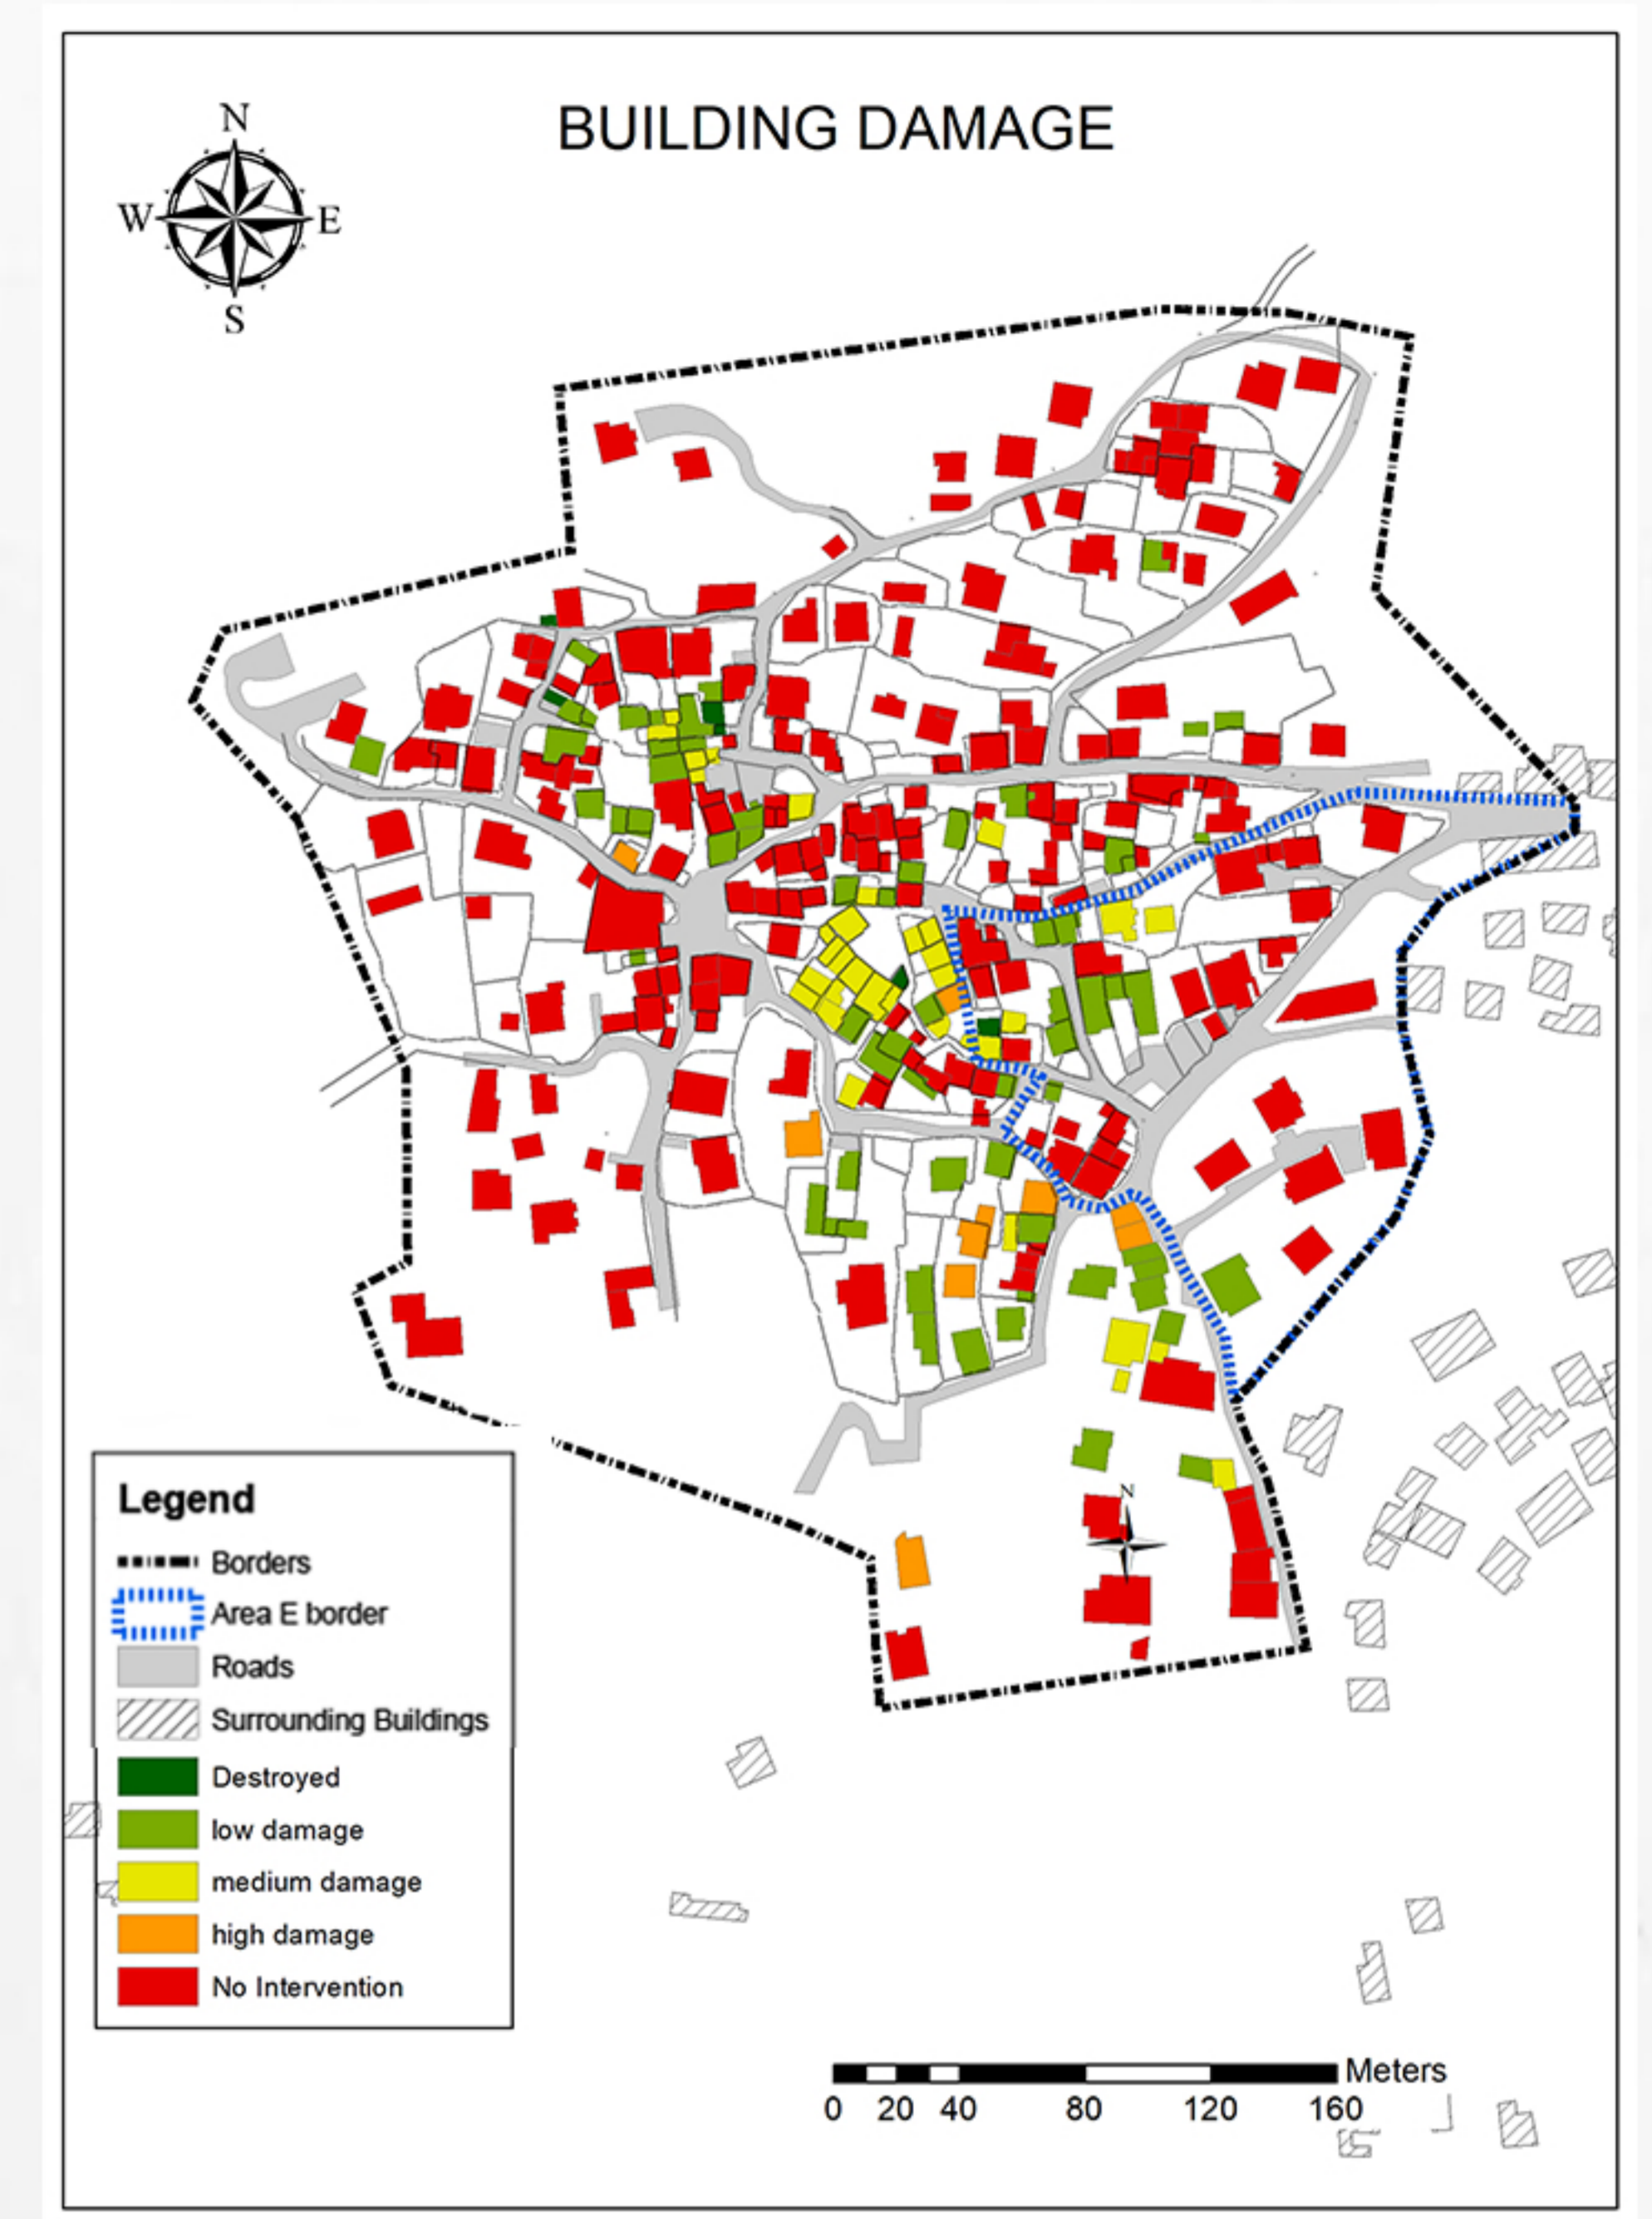 BUILDING DAMAGE
N
W
E
S
N
Legend
Borders
Area E border
Roads
Surrounding Buildings
Destroyed
low damage
medium damage
high damage
No Intervention
Meters
0 20 40 80 120 160